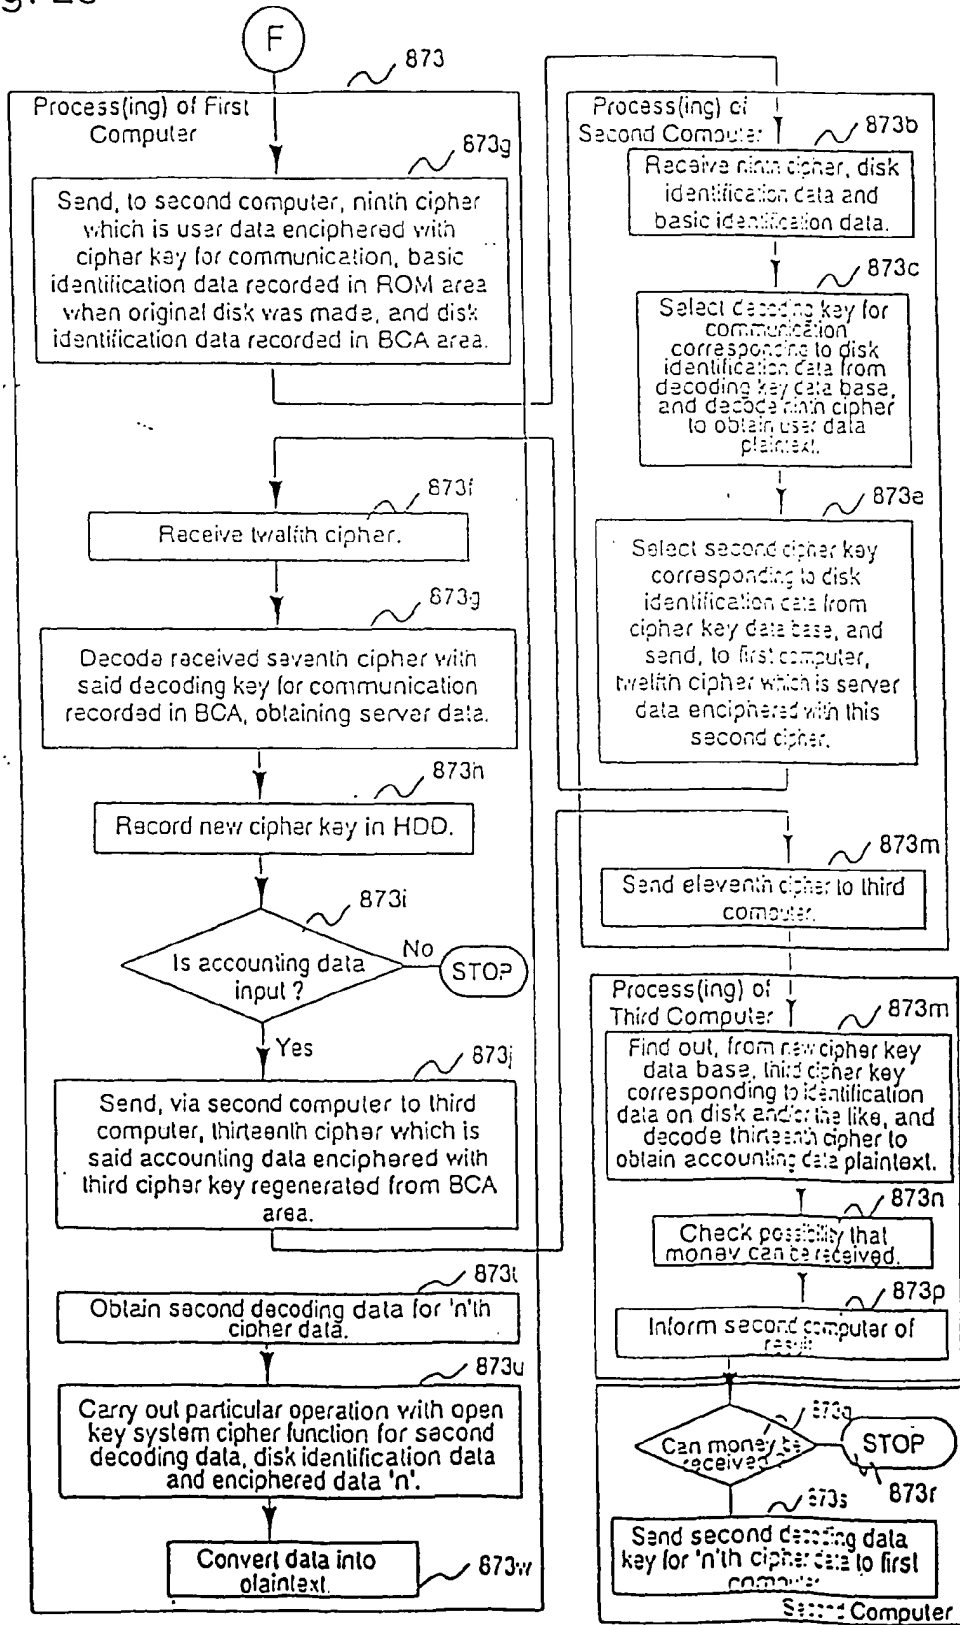 F
873
Process(ing) of First
Computer
873g
Send, to second computer, ninth cipher
which is user data enciphered with
cipher key for communication, basic
identification data recorded in ROM area
when original disk was made, and disk
identification data recorded in BCA area.
873f
Receive twelfth cipher.
873g
Decode received seventh cipher with
said decoding key for communication
recorded in BCA, obtaining server data.
873h
Record new cipher key in HDD.
873i
Is accounting data
input ?
No
STOP
Yes
873j
Send, via second computer to third
computer, thirteenth cipher which is
said accounting data enciphered with
third cipher key regenerated from BCA
area.
873t
Obtain second decoding data for 'n'th
cipher data.
873u
Carry out particular operation with open
key system cipher function for second
decoding data, disk identification data
and enciphered data 'n'.
Convert data into
plaintext.
873w
Process(ing) of
Second Computer
873b
Receive ninth cipher, disk
identification data and
basic identification data.
873c
Select decoding key for
communication
corresponding to disk
identification data from
decoding key data base,
and decode ninth cipher
to obtain user data
plaintext.
873e
Select second cipher key
corresponding to disk
identification data from
cipher key data base, and
send, to first computer,
twelfth cipher which is server
data enciphered with this
second cipher.
873m
Send eleventh cipher to third
computer.
Process(ing) of
Third Computer
873m
Find out, from new cipher key
data base, third cipher key
corresponding to identification
data on disk and/or the like, and
decode thirteenth cipher to
obtain accounting data plaintext.
873n
Check possibility that
money can be received.
873p
Inform second computer of
result
873q
Can money be
received
STOP
873r
873s
Send second decoding data
key for 'n'th cipher data to first
computer
Second Computer